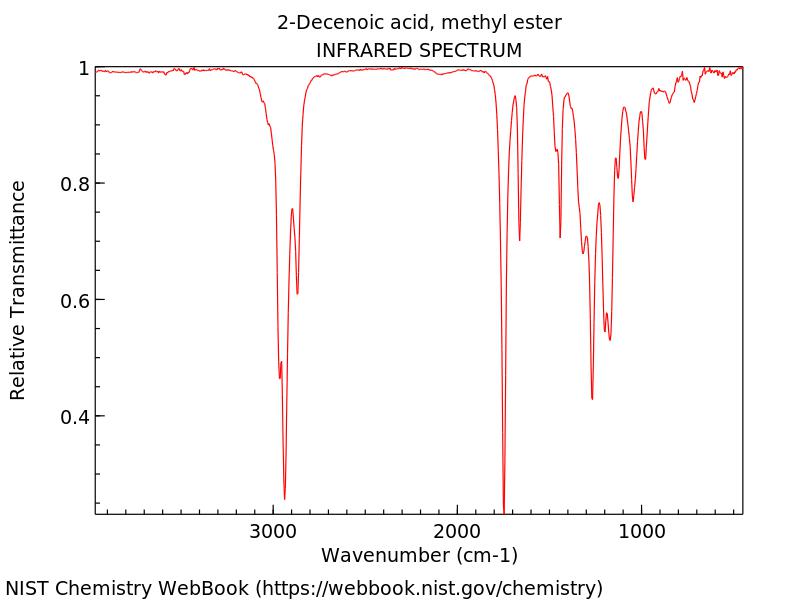 2-Decenoic acid, methyl ester
INFRARED SPECTRUM
1
0.8
0.6
0.4
Relative Transmittance
3000 2000 1000
Wavenumber (cm-1)
NIST Chemistry WebBook (https://webbook.nist.gov/chemistry)